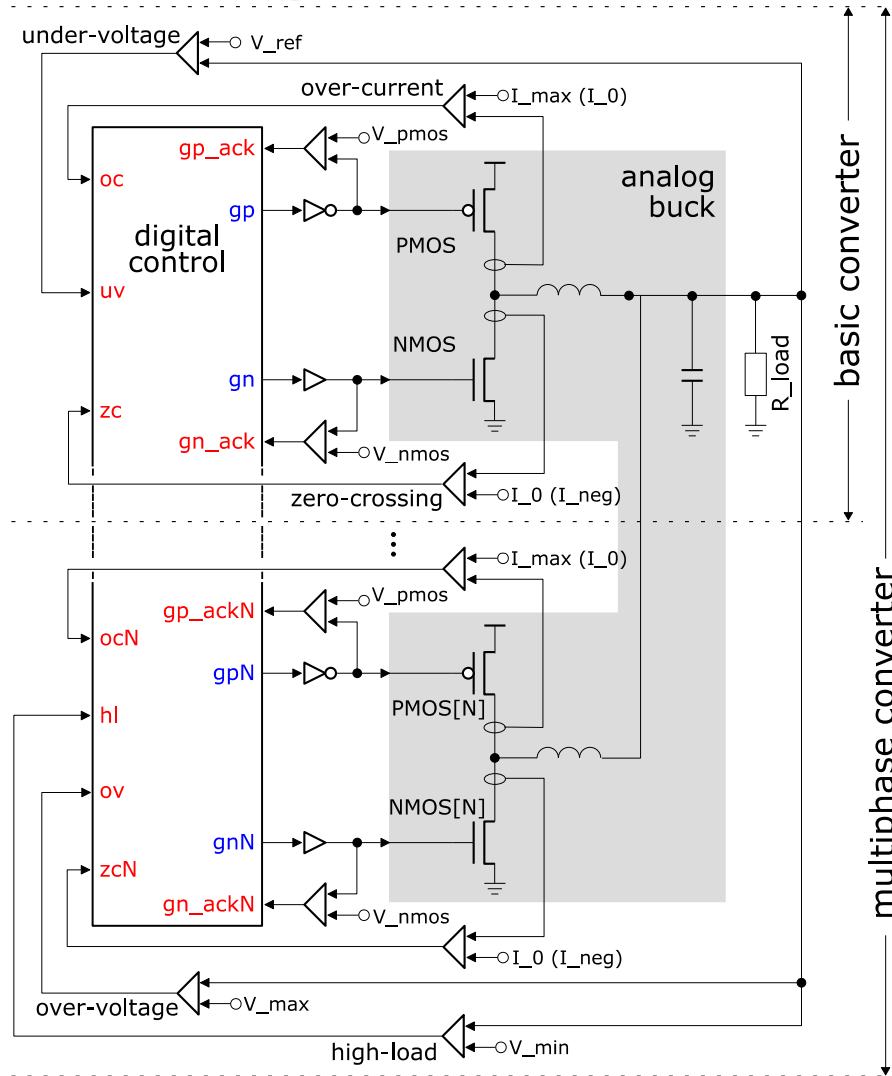 under-voltage
V_ref
over-current
I_max (I_0)
V_pmos
gp_ack
analog
buck
oc
gp
digital
control
PMOS
uv
NMOS
gn
zc
gn_ack
V_nmos
R_load
zero-crossing
I_0 (I_neg)
basic converter
I_max (I_0)
V_pmos
gp_ackN
ocN
gpN
PMOS[N]
hl
ov
NMOS[N]
gnN
zcN
gn_ackN
V_nmos
I_0 (I_neg)
over-voltage
V_max
high-load
V_min
multiphase converter